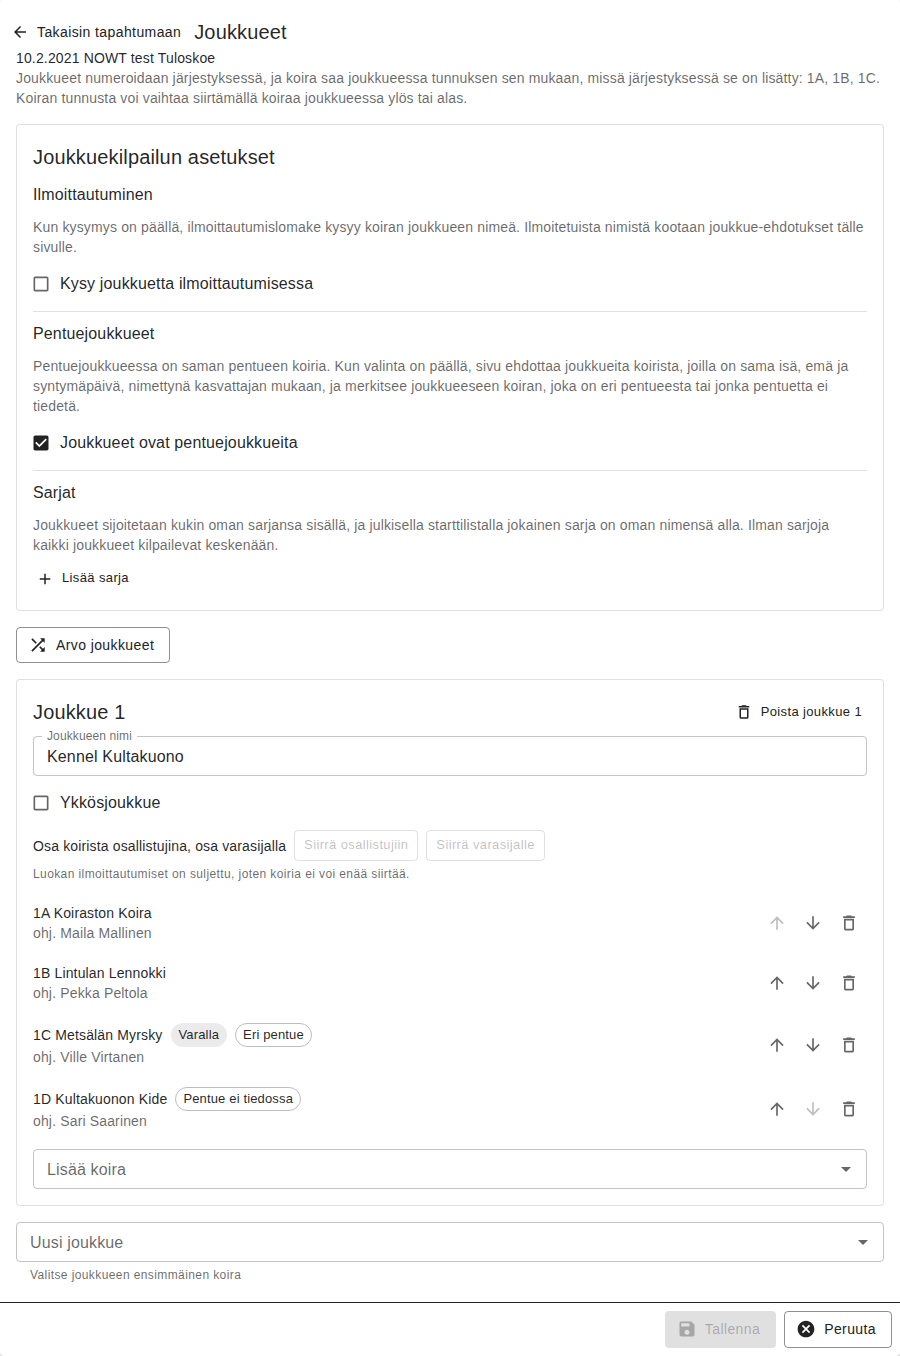 Takaisin tapahtumaan Joukkueet
10.2.2021 NOWT test Tuloskoe
Joukkueet numeroidaan järjestyksessä, ja koira saa joukkueessa tunnuksen sen mukaan, missä järjestyksessä se on lisätty: 1A, 1B, 1C.
Koiran tunnusta voi vaihtaa siirtämällä koiraa joukkueessa ylös tai alas.
Joukkuekilpailun asetukset
Ilmoittautuminen
Kun kysymys on päällä, ilmoittautumislomake kysyy koiran joukkueen nimeä. Ilmoitetuista nimistä kootaan joukkue-ehdotukset tälle
sivulle.
Kysy joukkuetta ilmoittautumisessa
Pentuejoukkueet
Pentuejoukkueessa on saman pentueen koiria. Kun valinta on päällä, sivu ehdottaa joukkueita koirista, joilla on sama isä, emä ja
syntymäpäivä, nimettynä kasvattajan mukaan, ja merkitsee joukkueeseen koiran, joka on eri pentueesta tai jonka pentuetta ei
tiedetä.
Joukkueet ovat pentuejoukkueita
Sarjat
Joukkueet sijoitetaan kukin oman sarjansa sisällä, ja julkisella starttilistalla jokainen sarja on oman nimensä alla. Ilman sarjoja
kaikki joukkueet kilpailevat keskenään.
Lisää sarja
Arvo joukkueet
Joukkue 1
Poista joukkue 1
Joukkueen nimi
Kennel Kultakuono
Ykkösjoukkue
Osa koirista osallistujina, osa varasijalla Siirrä osallistujiin Siirrä varasijalle
Luokan ilmoittautumiset on suljettu, joten koiria ei voi enää siirtää.
1A Koiraston Koira
ohj. Maila Mallinen
1B Lintulan Lennokki
ohj. Pekka Peltola
1C Metsälän Myrsky Varalla Eri pentue
ohj. Ville Virtanen
1D Kultakuonon Kide Pentue ei tiedossa
ohj. Sari Saarinen
Lisää koira
Uusi joukkue
Valitse joukkueen ensimmäinen koira
Tallenna Peruuta